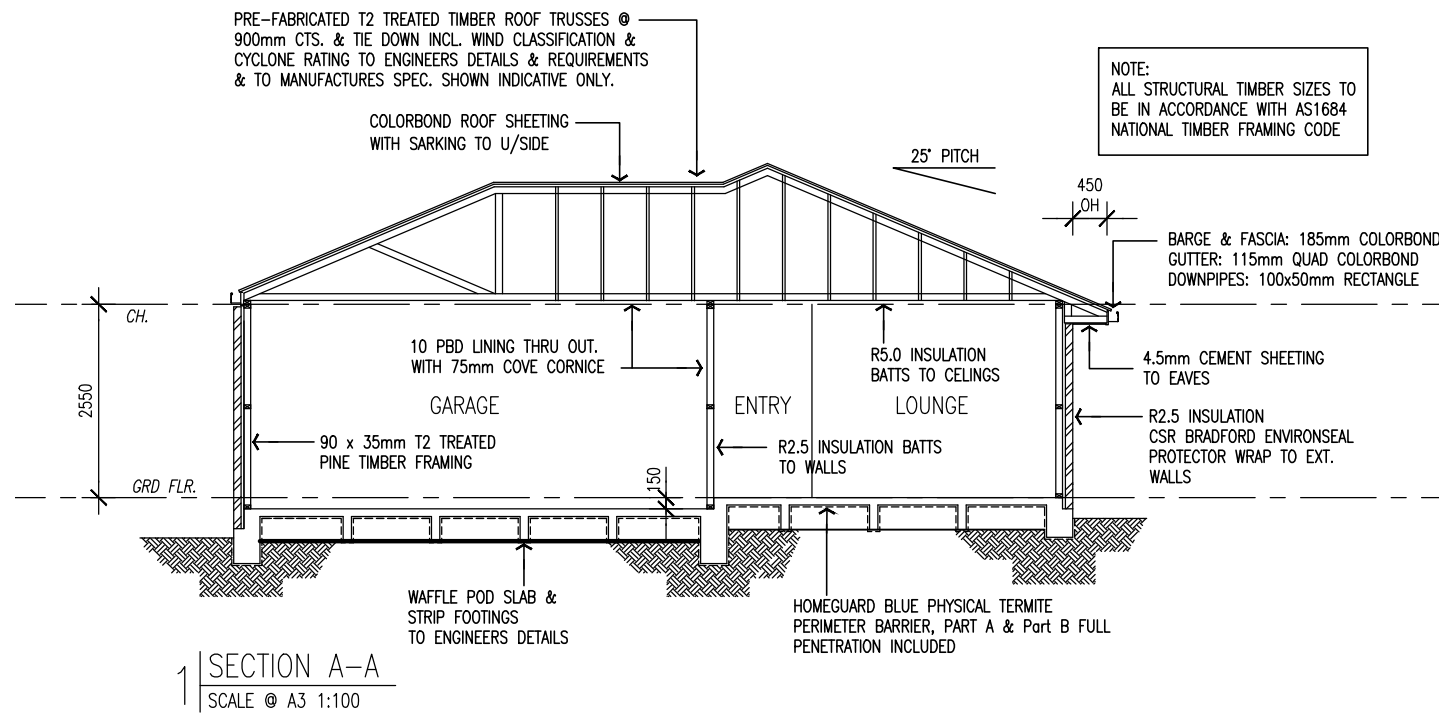 PRE-FABRICATED T2 TREATED TIMBER ROOF TRUSSES @
900mm CTS. & TIE DOWN INCL. WIND CLASSIFICATION &
CYCLONE RATING TO ENGINEERS DETAILS & REQUIREMENTS
& TO MANUFACTURES SPEC. SHOWN INDICATIVE ONLY.
NOTE:
ALL STRUCTURAL TIMBER SIZES TO
BE IN ACCORDANCE WITH AS1684
NATIONAL TIMBER FRAMING CODE
COLORBOND ROOF SHEETING
WITH SARKING TO U/SIDE
25° PITCH
450
OH
BARGE & FASCIA: 185mm COLORBOND
GUTTER: 115mm QUAD COLORBOND
DOWNPIPES: 100x50mm RECTANGLE
CH.
10 PBD LINING THRU OUT.
WITH 75mm COVE CORNICE
R5.0 INSULATION
BATTS TO CELINGS
4.5mm CEMENT SHEETING
TO EAVES
2550
GARAGE
ENTRY
LOUNGE
90 x 35mm T2 TREATED
PINE TIMBER FRAMING
R2.5 INSULATION BATTS
TO WALLS
R2.5 INSULATION
CSR BRADFORD ENVIRONSEAL
PROTECTOR WRAP TO EXT.
WALLS
GRD FLR.
150
WAFFLE POD SLAB &
STRIP FOOTINGS
TO ENGINEERS DETAILS
HOMEGUARD BLUE PHYSICAL TERMITE
PERIMETER BARRIER, PART A & Part B FULL
PENETRATION INCLUDED
1
SECTION A-A
SCALE @ A3 1:100